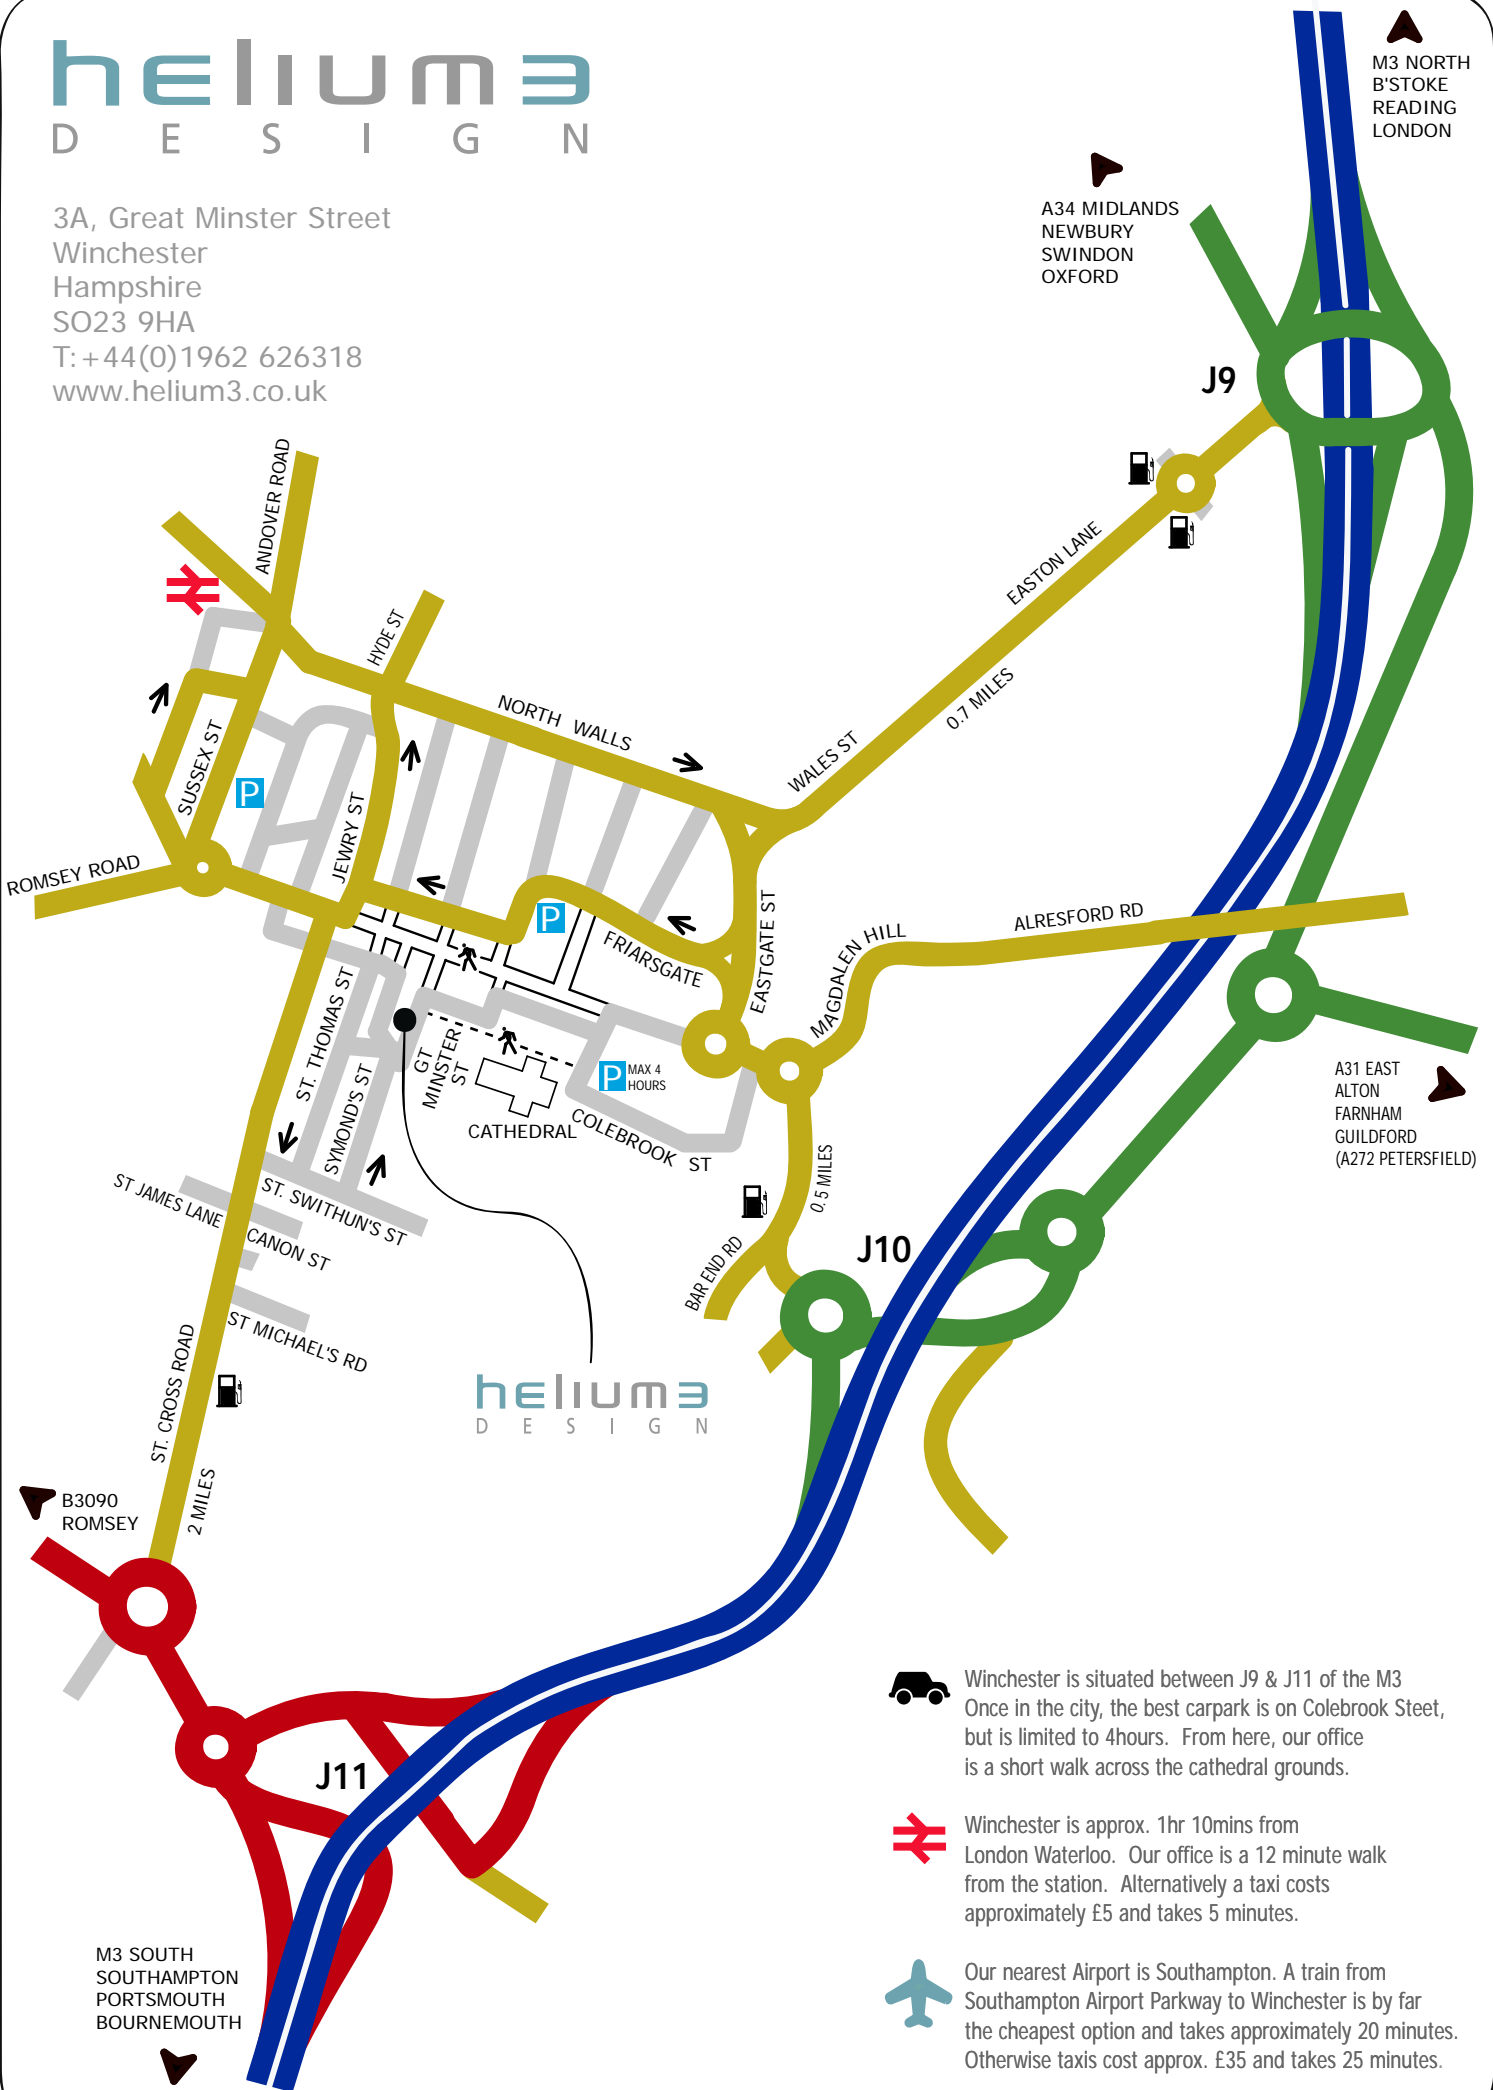 helium3
DESIGN
3A, Great Minster Street
Winchester
Hampshire
SO23 9HA
T:+44(0)1962 626318
www.helium3.co.uk
M3 NORTH
B'STOKE
READING
LONDON
A34 MIDLANDS
NEWBURY
SWINDON
OXFORD
J9
ANDOVER ROAD
HYDE ST
NORTH WALLS
EASTON LANE
0.7 MILES
WALES ST
SUSSEX ST
P
JEWRY ST
ROMSEY ROAD
P
FRIARSGATE
EASTGATE ST
MAGDALEN HILL
ALRESFORD RD
ST. THOMAS ST
SYMOND'S ST
GT
MINSTER
ST
P
MAX 4
HOURS
CATHEDRAL
COLEBROOK ST
A31 EAST
ALTON
FARNHAM
GUILDFORD
(A272 PETERSFIELD)
ST JAMES LANE
ST. SWITHUN'S ST
CANON ST
ST MICHAEL'S RD
0.5 MILES
BAR END RD
J10
ST. CROSS ROAD
2 MILES
helium3
DESIGN
B3090
ROMSEY
J11
M3 SOUTH
SOUTHAMPTON
PORTSMOUTH
BOURNEMOUTH
Winchester is situated between J9 & J11 of the M3
Once in the city, the best carpark is on Colebrook Steet,
but is limited to 4hours. From here, our office
is a short walk across the cathedral grounds.
Winchester is approx. 1hr 10mins from
London Waterloo. Our office is a 12 minute walk
from the station. Alternatively a taxi costs
approximately £5 and takes 5 minutes.
Our nearest Airport is Southampton. A train from
Southampton Airport Parkway to Winchester is by far
the cheapest option and takes approximately 20 minutes.
Otherwise taxis cost approx. £35 and takes 25 minutes.